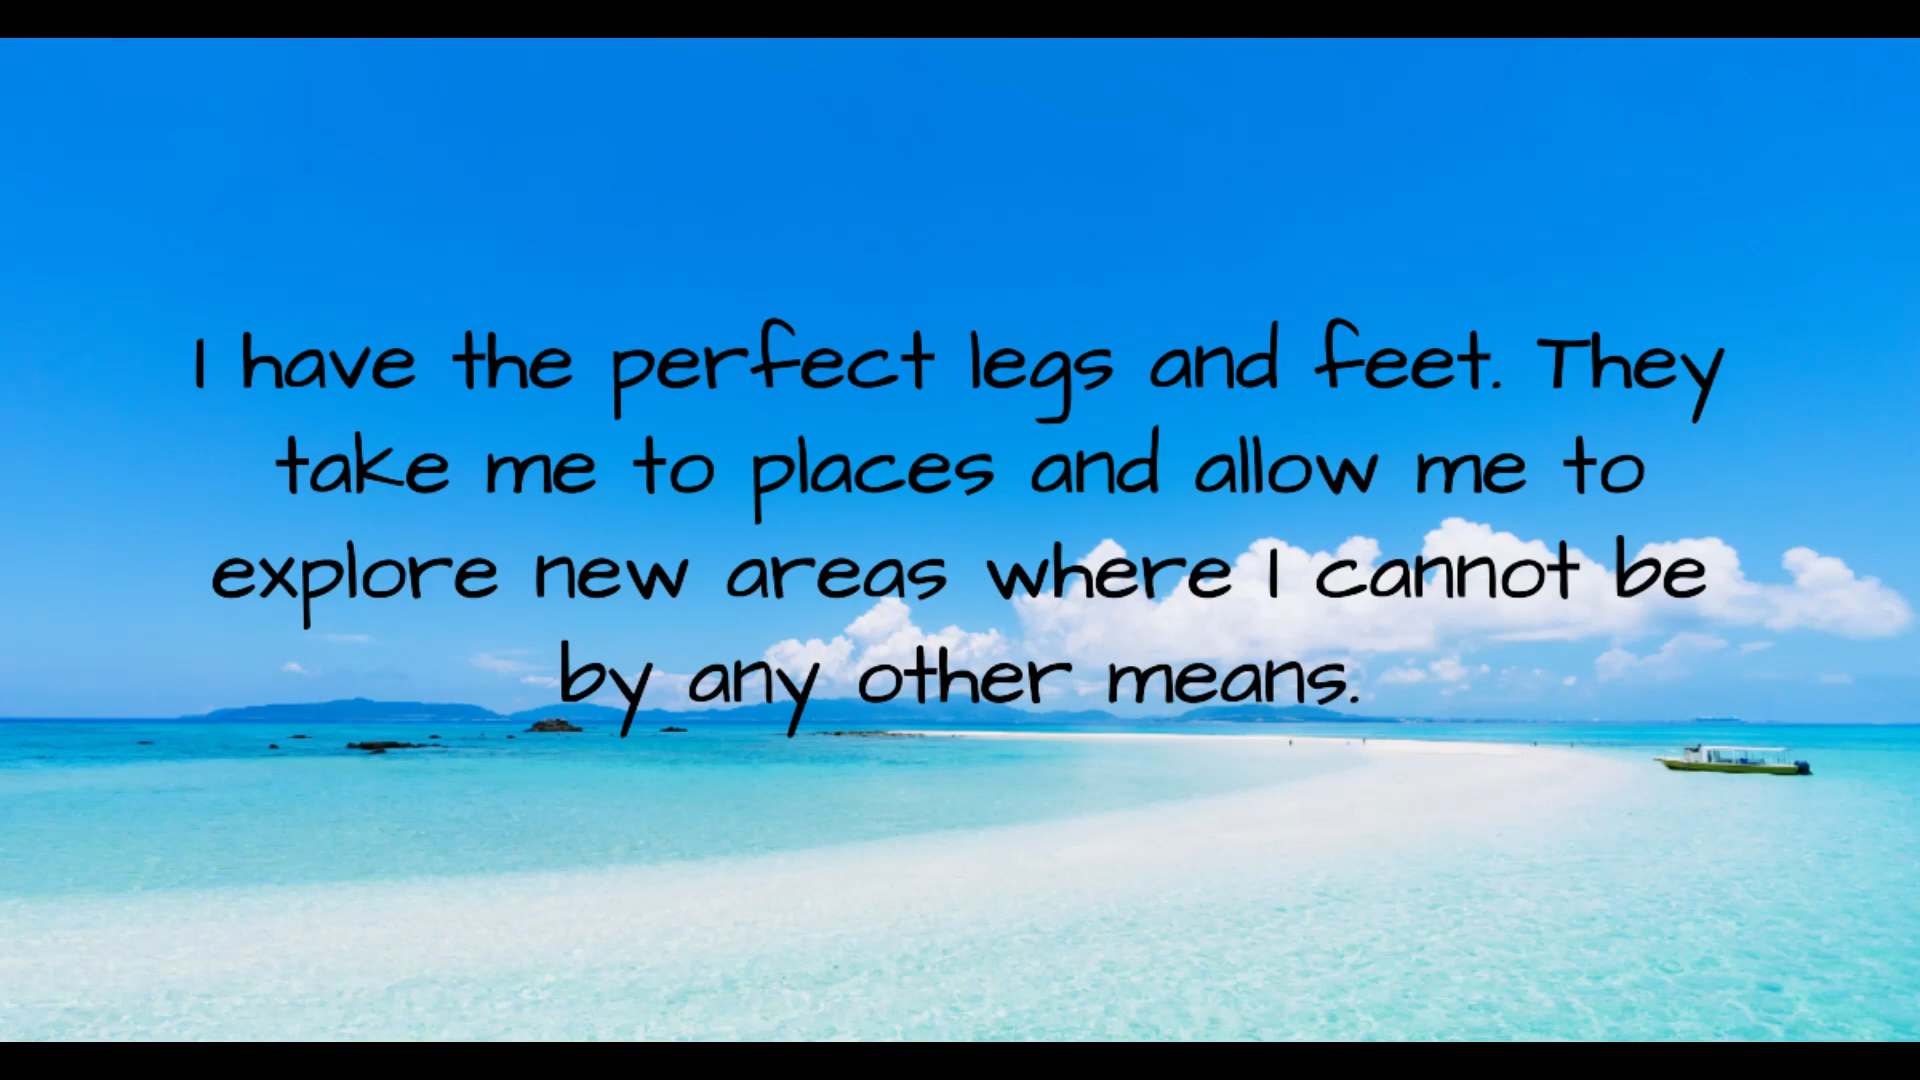 I have the perfect legs and feet. They
take me to places and allow me to
explore new areas where I cannot be
by any other means.